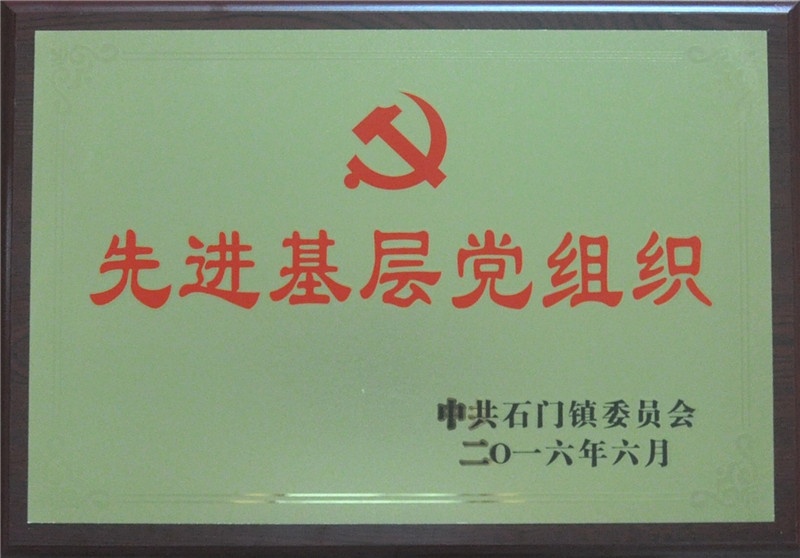 先进基层党组织
中共石门镇委员会
二O一六年六月